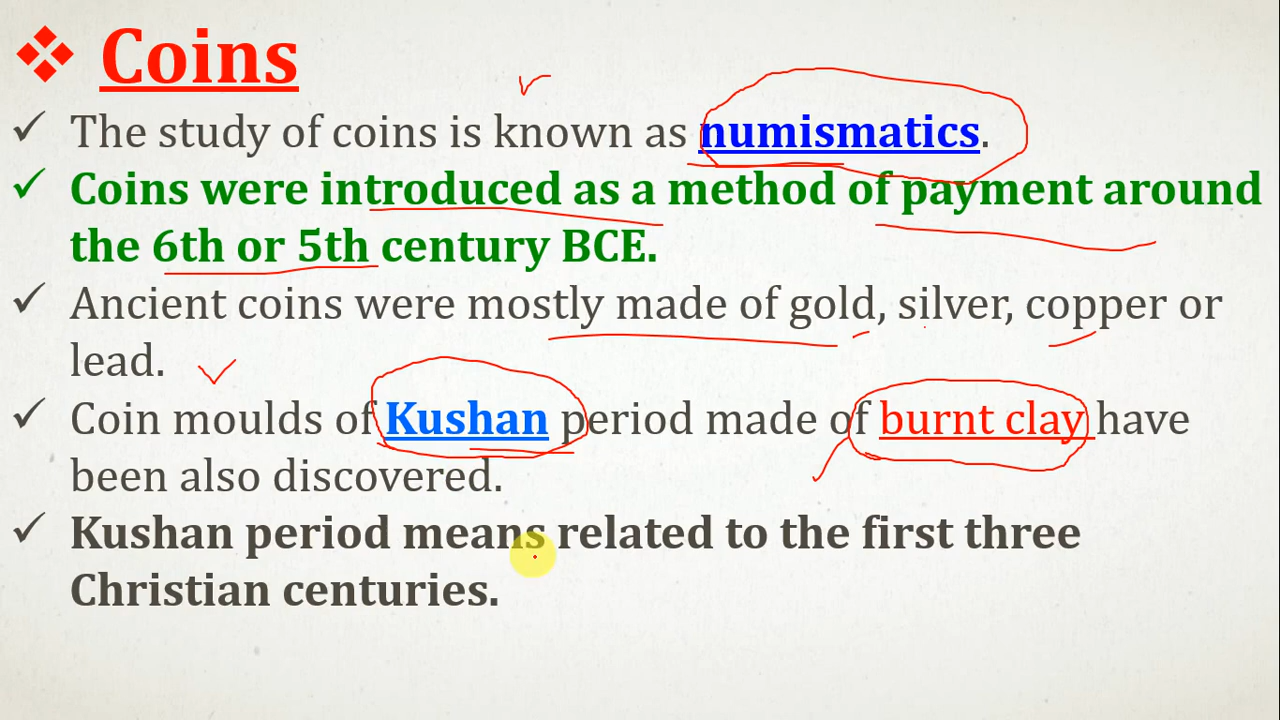 ❖ Coins
✓ The study of coins is known as numismatics.
✓ Coins were introduced as a method of payment around
the 6th or 5th century BCE.
✓ Ancient coins were mostly made of gold, silver, copper or
lead.
✓ Coin moulds of Kushan period made of burnt clay have
been also discovered.
✓ Kushan period means related to the first three
Christian centuries.